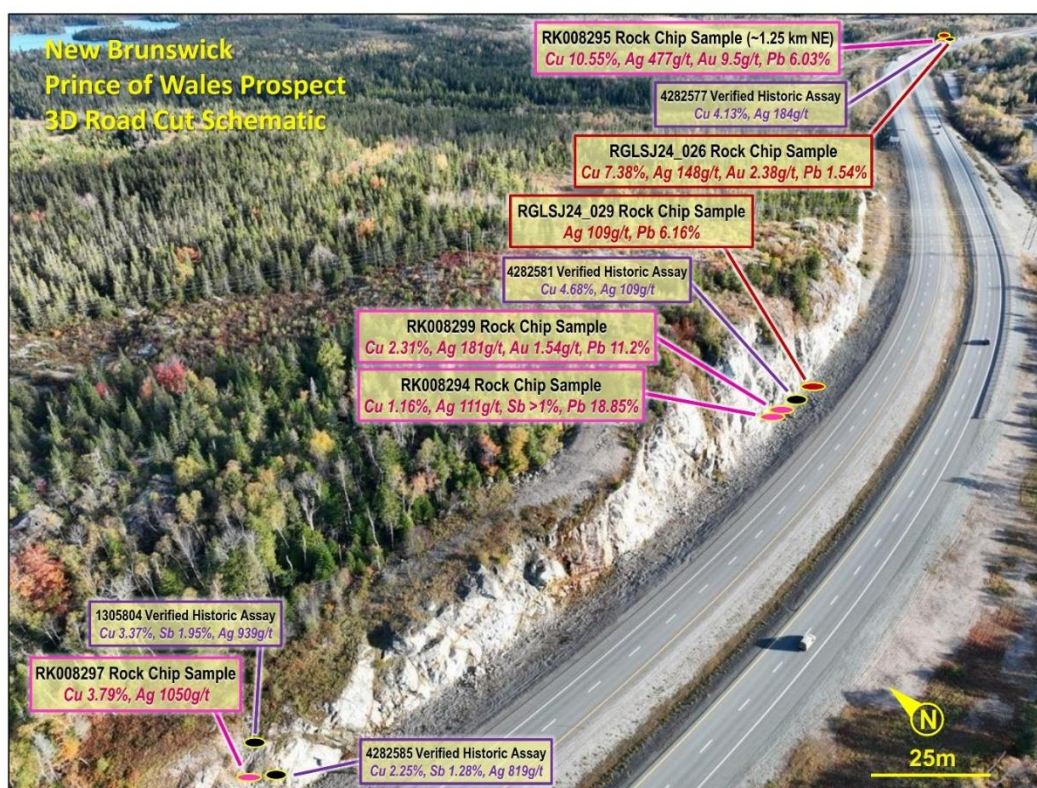 New Brunswick
Prince of Wales Prospect
3D Road Cut Schematic
RK008295 Rock Chip Sample (~1.25 km NE)
Cu 10.55%, Ag 477g/t, Au 9.5g/t, Pb 6.03%
4282577 Verified Historic Assay
Cu 4.13%, Ag 184g/t
RGLSJ24_026 Rock Chip Sample
Cu 7.38%, Ag 148g/t, Au 2.38g/t, Pb 1.54%
RGLSJ24_029 Rock Chip Sample
Ag 109g/t, Pb 6.16%
4282581 Verified Historic Assay
Cu 4.68%, Ag 109g/t
RK008299 Rock Chip Sample
Cu 2.31%, Ag 181g/t, Au 1.54g/t, Pb 11.2%
RK008294 Rock Chip Sample
Cu 1.16%, Ag 111g/t, Sb >1%, Pb 18.85%
1305804 Verified Historic Assay
Cu 3.37%, Sb 1.95%, Ag 939g/t
RK008297 Rock Chip Sample
Cu 3.79%, Ag 1050g/t
4282585 Verified Historic Assay
Cu 2.25%, Sb 1.28%, Ag 819g/t
N
25m